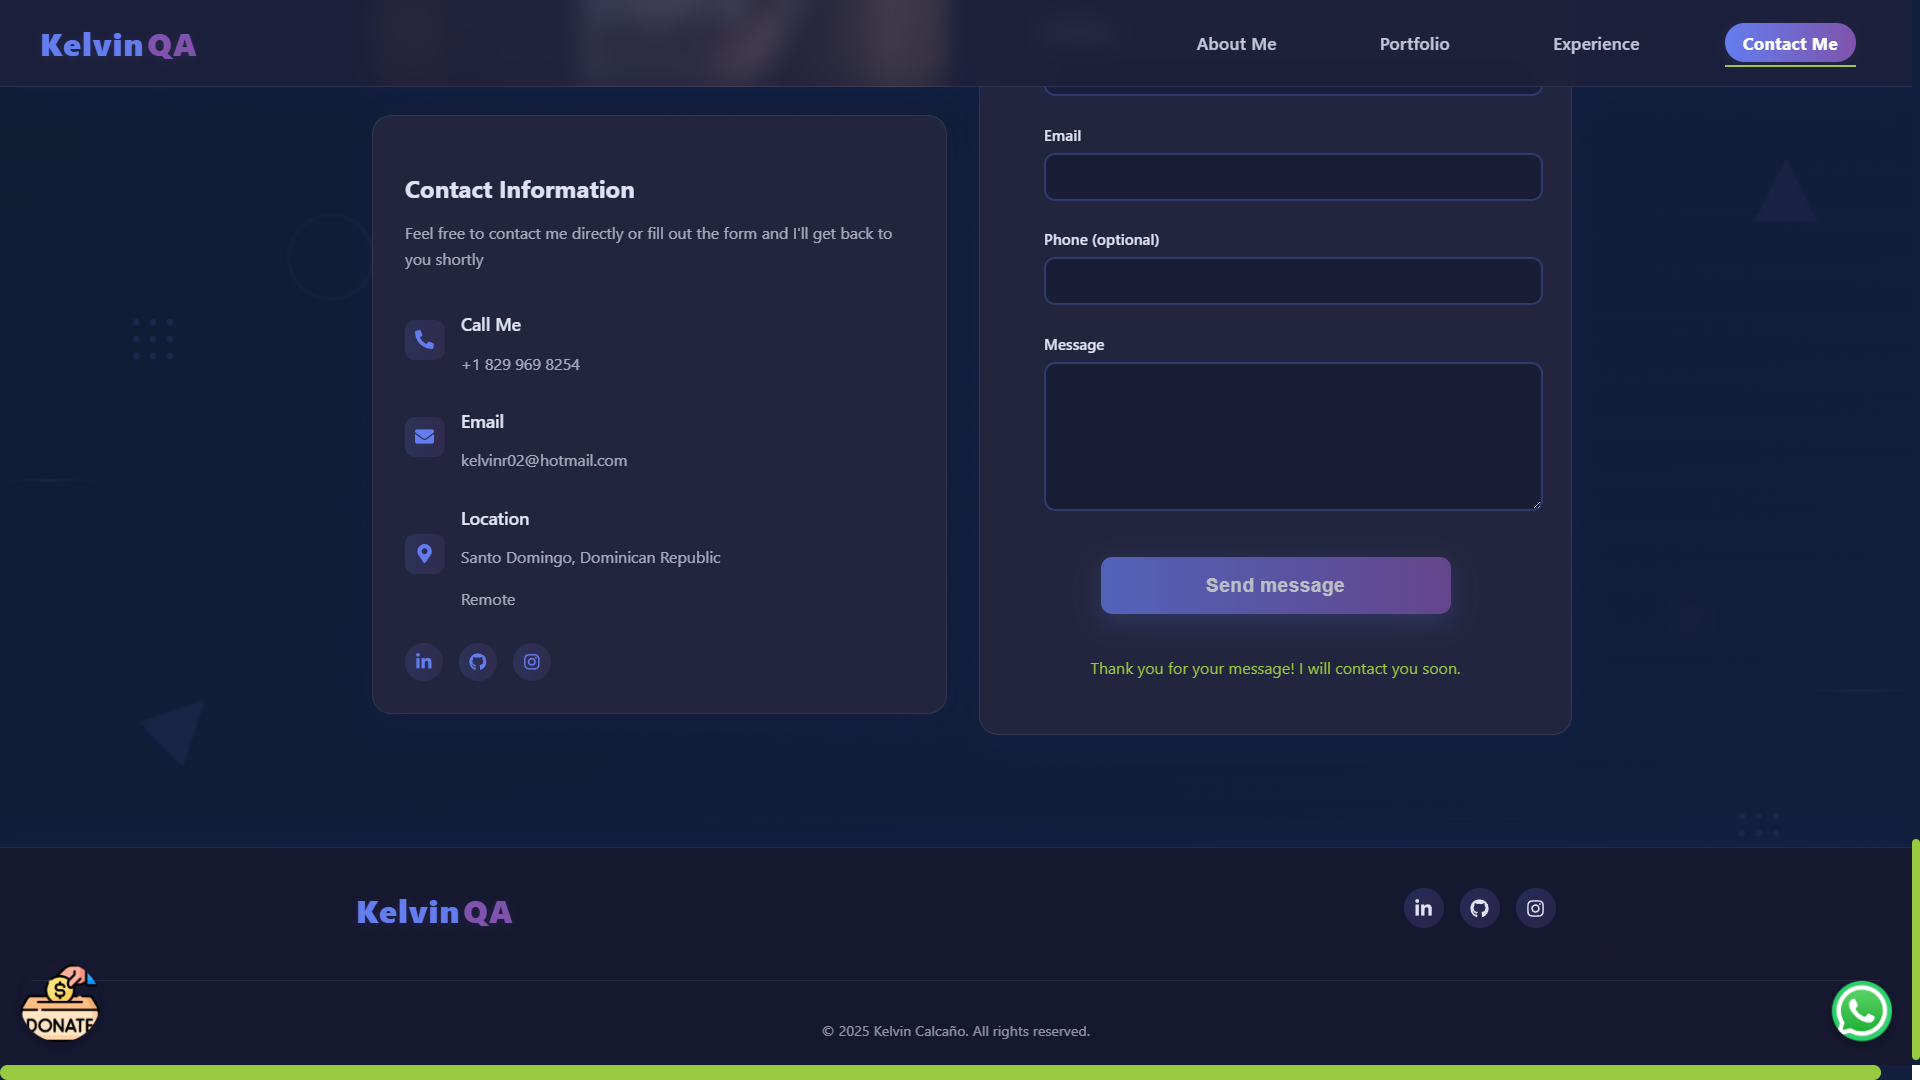 KelvinQA
About Me
Portfolio
Experience
Contact Me
Contact Information
Feel free to contact me directly or fill out the form and I'll get back to
you shortly
Call Me
+1 829 969 8254
Email
kelvinr02@hotmail.com
Location
Santo Domingo, Dominican Republic
Remote
Email
Phone (optional)
Message
Send message
Thank you for your message! I will contact you soon.
KelvinQA
$
DONATE
© 2025 Kelvin Calcaño. All rights reserved.